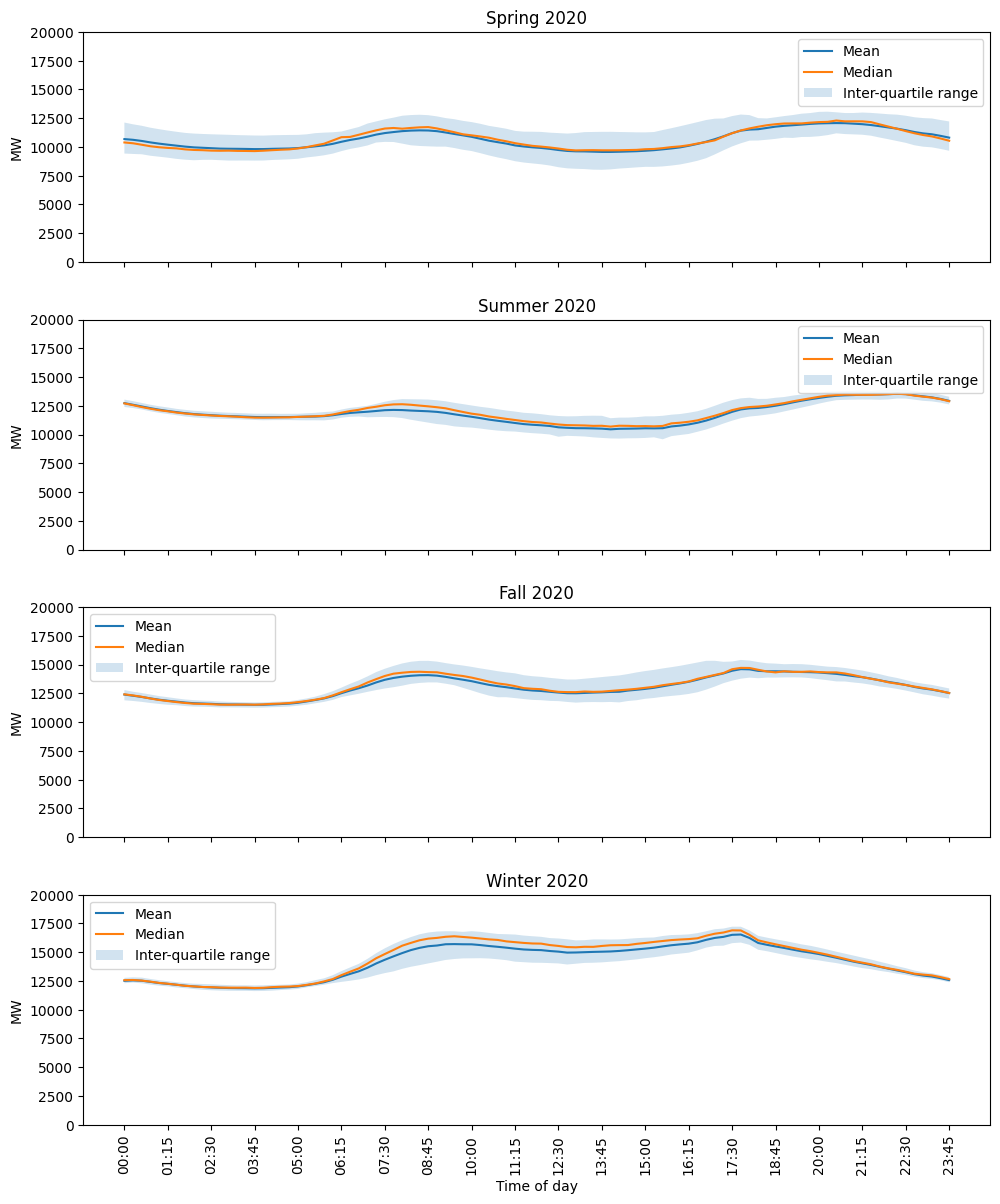 Spring 2020
20000
17500
15000
12500
10000
7500
5000
2500
0
MW
Mean
Median
Inter-quartile range
Summer 2020
20000
17500
15000
12500
10000
7500
5000
2500
0
MW
Mean
Median
Inter-quartile range
Fall 2020
20000
17500
15000
12500
10000
7500
5000
2500
0
MW
Mean
Median
Inter-quartile range
Winter 2020
20000
17500
15000
12500
10000
7500
5000
2500
0
MW
Mean
Median
Inter-quartile range
00:00
01:15
02:30
03:45
05:00
06:15
07:30
08:45
10:00
11:15
12:30
13:45
15:00
16:15
17:30
18:45
20:00
21:15
22:30
23:45
Time of day